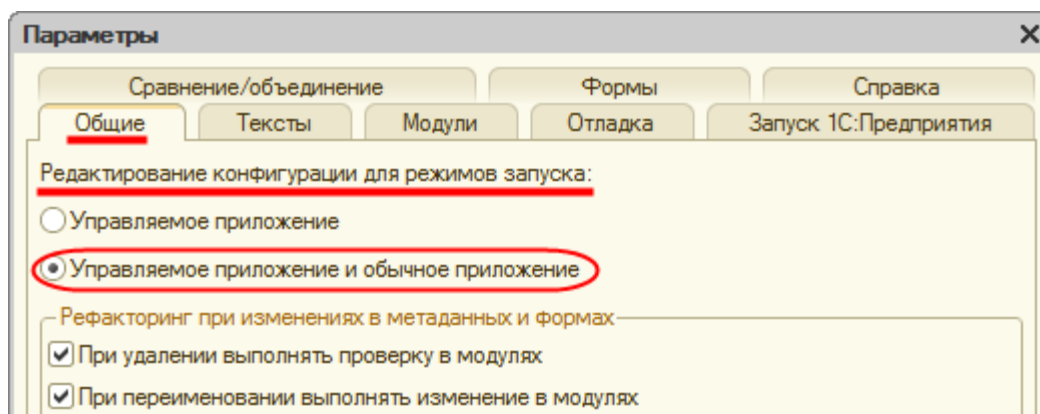 Параметры
Сравнение/объединение Формы Справка
Общие Тексты Модули Отладка Запуск 1С:Предприятия
Редактирование конфигурации для режимов запуска:
Управляемое приложение
Управляемое приложение и обычное приложение
Рефакторинг при изменениях в метаданных и формах
При удалении выполнять проверку в модулях
При переименовании выполнять изменение в модулях